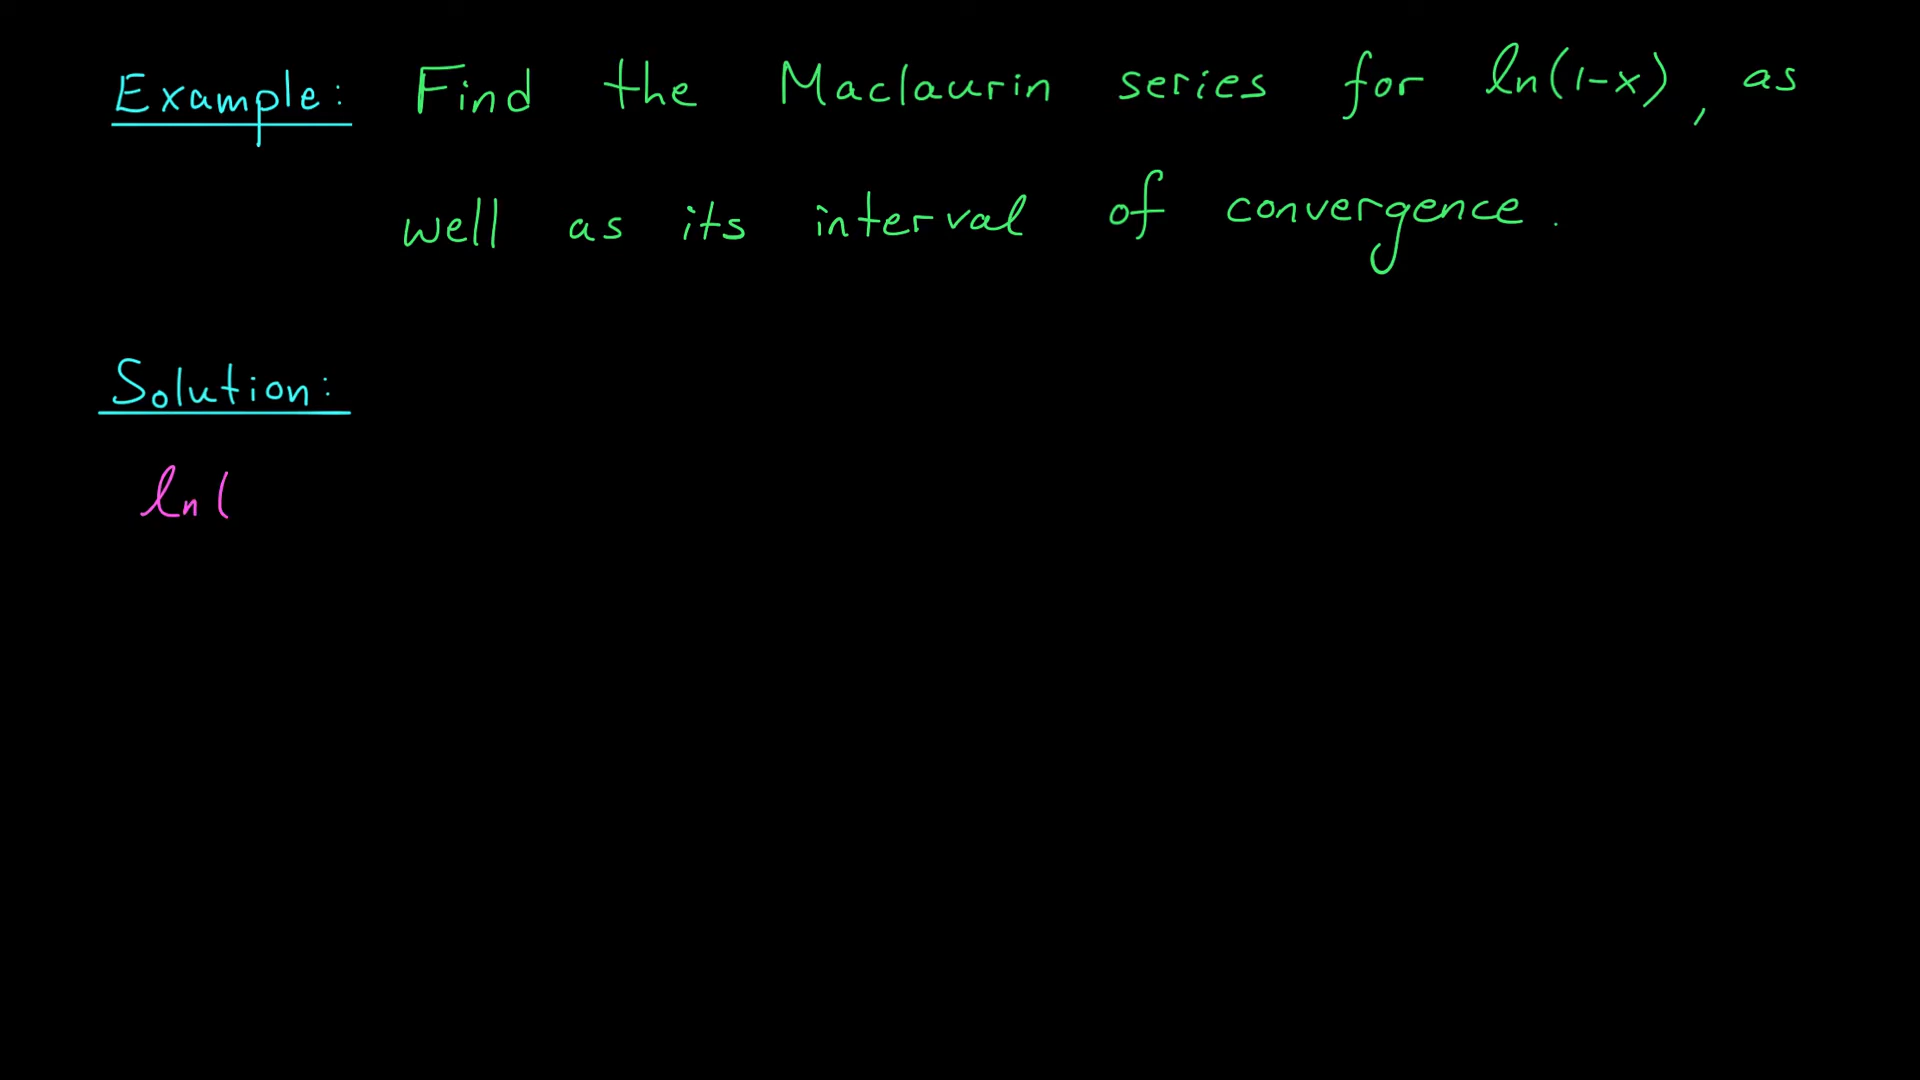 Example: Find the Maclaurin series for ln(1-x), as
well as its interval of convergence.
Solution:
ln(